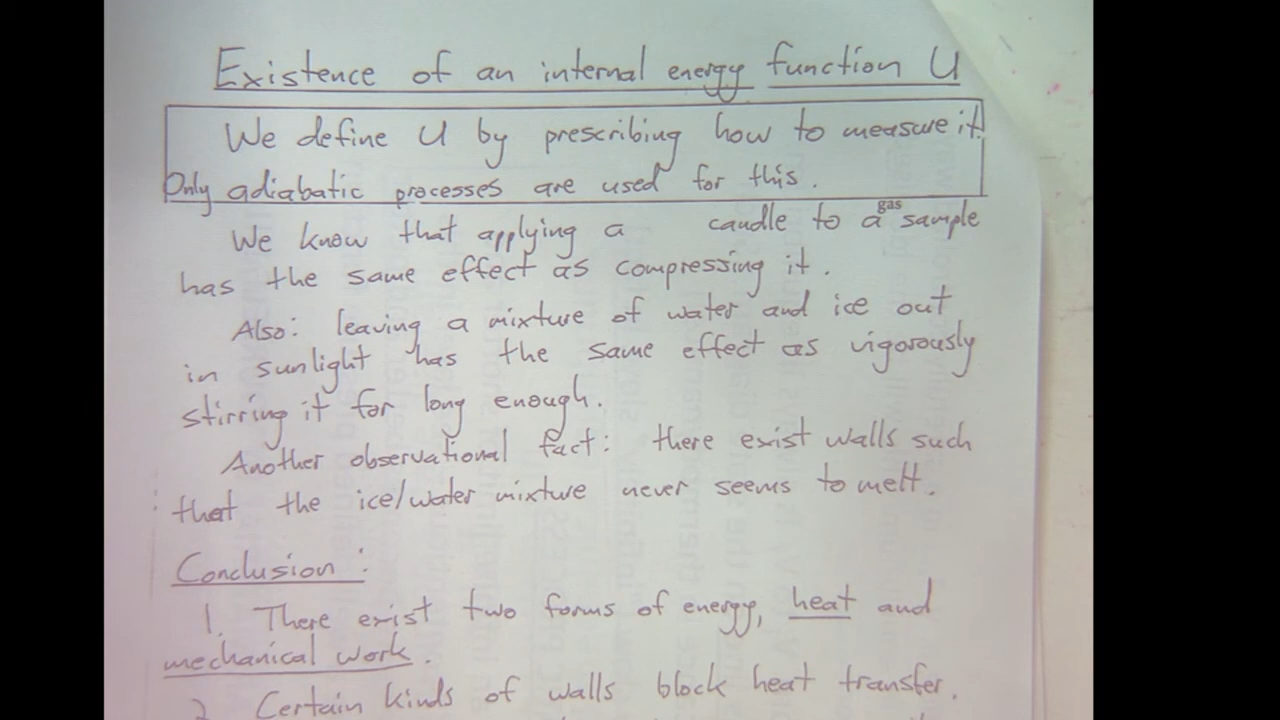 Existence of an internal energy function U
We define U by prescribing how to measure it!
Only adiabatic processes are used for this.
We know that applying a candle to a gas sample
has the same effect as compressing it.
Also: leaving a mixture of water and ice out
in sunlight has the same effect as vigorously
stirring it for long enough.
Another observational fact: there exist walls such
that the ice/water mixture never seems to melt.
Conclusion:
1. There exist two forms of energy, heat and
mechanical work.
2 Certain kinds of walls block heat transfer.